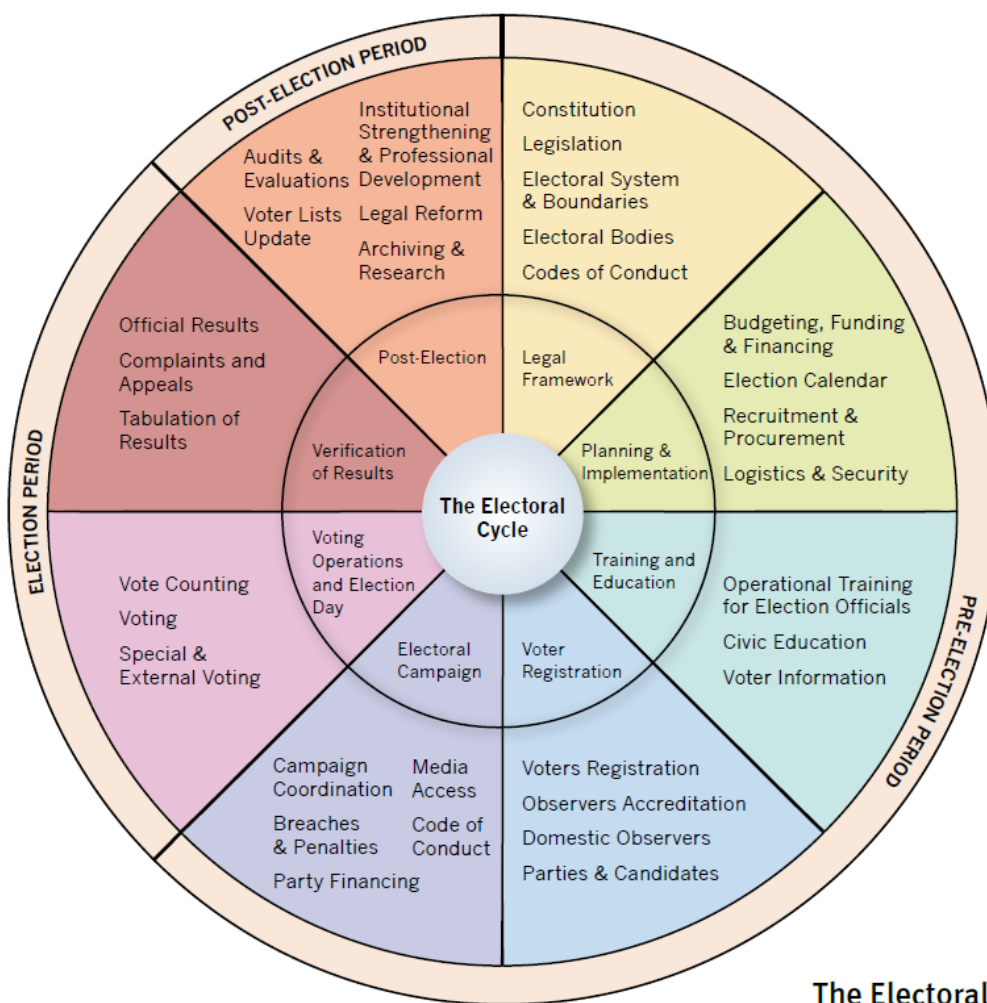 POST-ELECTION PERIOD
Institutional
Strengthening
& Professional
Development
Audits &
Evaluations
Voter Lists
Update
Legal Reform
Archiving &
Research
Post-Election
Constitution
Legislation
Electoral System
& Boundaries
Electoral Bodies
Codes of Conduct
Legal
Framework
Budgeting, Funding
& Financing
Election Calendar
Recruitment &
Procurement
Logistics & Security
Planning &
Implementation
Operational Training
for Election Officials
Civic Education
Voter Information
Training and
Education
PRE-ELECTION PERIOD
Voters Registration
Observers Accreditation
Domestic Observers
Parties & Candidates
Voter
Registration
Electoral
Campaign
Campaign
Coordination
Breaches
& Penalties
Party Financing
Media
Access
Code of
Conduct
Voting
Operations
and Election
Day
Vote Counting
Voting
Special &
External Voting
ELECTION PERIOD
Official Results
Complaints and
Appeals
Tabulation of
Results
Verification
of Results
The Electoral
Cycle
The Electoral